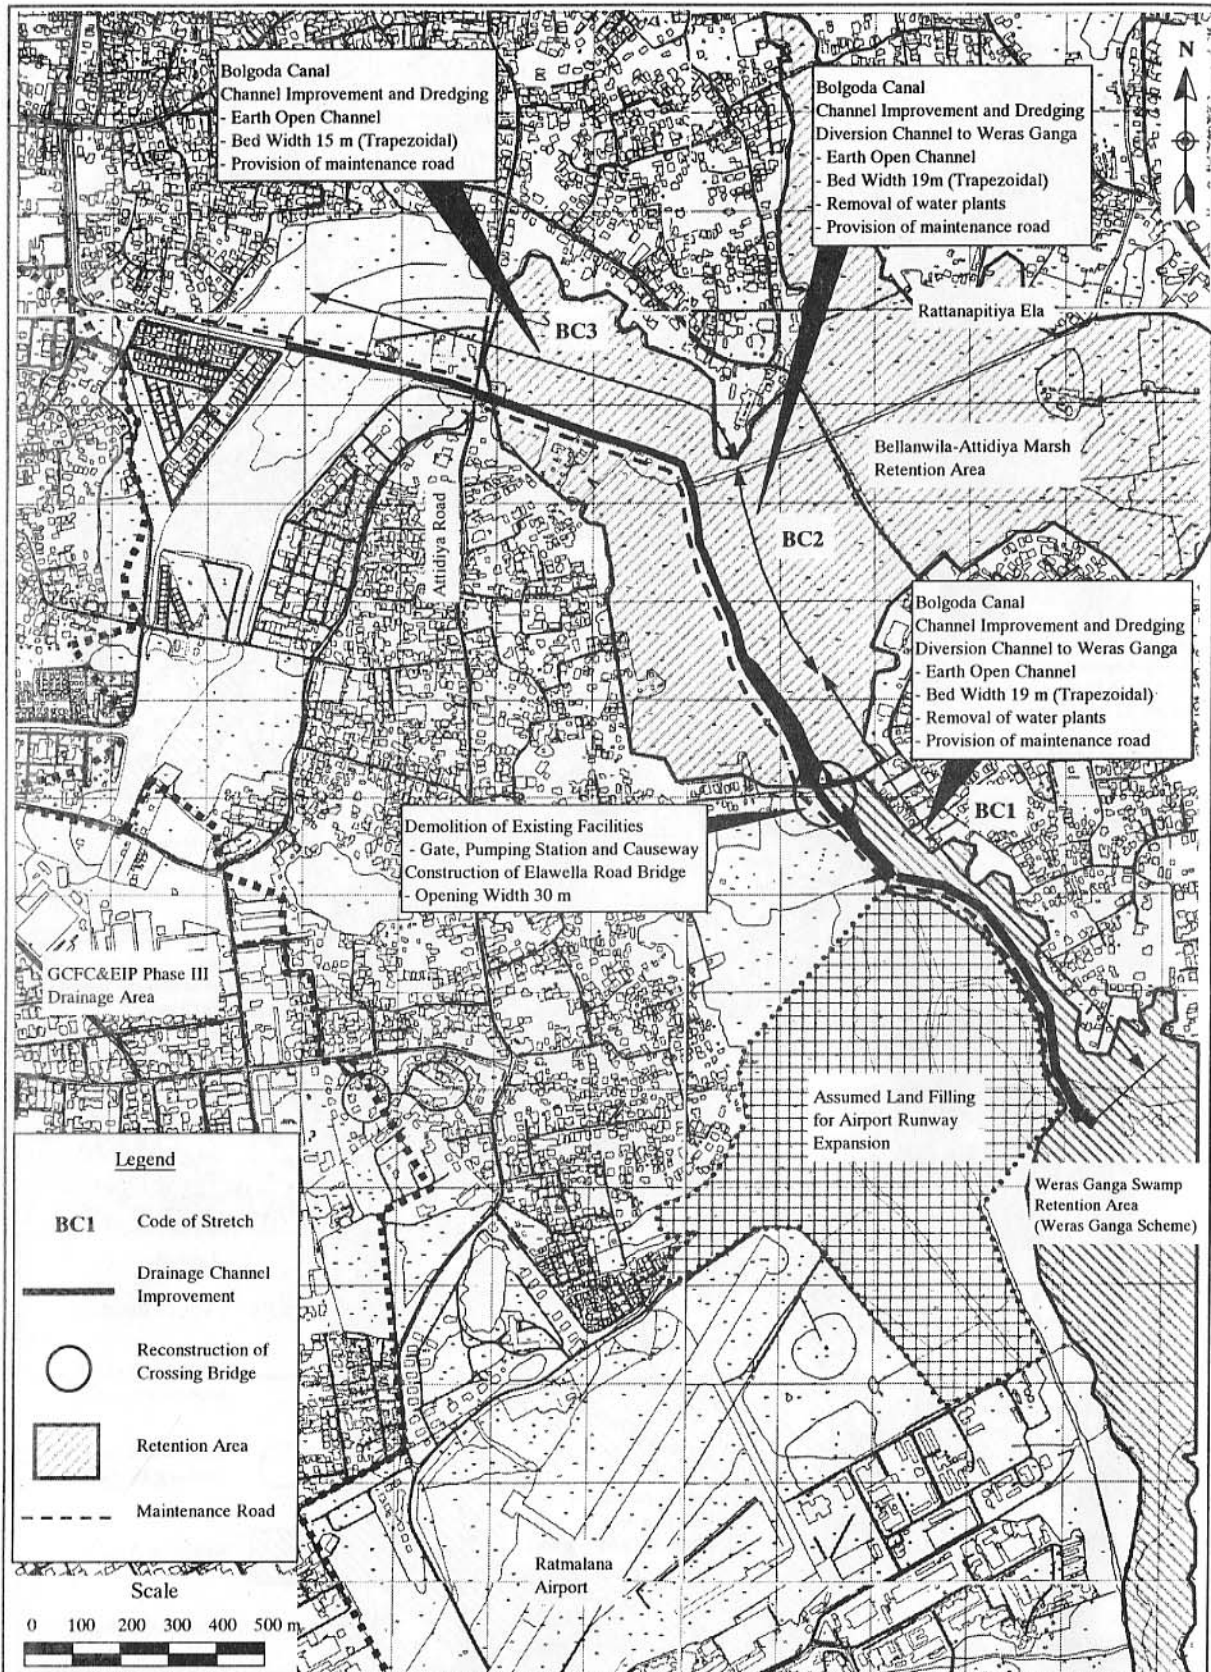 Bolgoda Canal
Channel Improvement and Dredging
- Earth Open Channel
- Bed Width 15 m (Trapezoidal)
- Provision of maintenance road
Bolgoda Canal
Channel Improvement and Dredging
Diversion Channel to Weras Ganga
- Earth Open Channel
- Bed Width 19m (Trapezoidal)
- Removal of water plants
- Provision of maintenance road
N
BC3
Rattanapitiya Ela
Bellanwila-Attidiya Marsh
Retention Area
Attidiya Road
BC2
Bolgoda Canal
Channel Improvement and Dredging
Diversion Channel to Weras Ganga
- Earth Open Channel
- Bed Width 19 m (Trapezoidal)
- Removal of water plants
- Provision of maintenance road
BC1
Demolition of Existing Facilities
- Gate, Pumping Station and Causeway
Construction of Elawella Road Bridge
- Opening Width 30 m
GCFC&EIP Phase III
Drainage Area
Assumed Land Filling
for Airport Runway
Expansion
Weras Ganga Swamp
Retention Area
(Weras Ganga Scheme)
Ratmalana
Airport
Legend
BC1 Code of Stretch
Drainage Channel
Improvement
Reconstruction of
Crossing Bridge
Retention Area
Maintenance Road
Scale
0 100 200 300 400 500 m